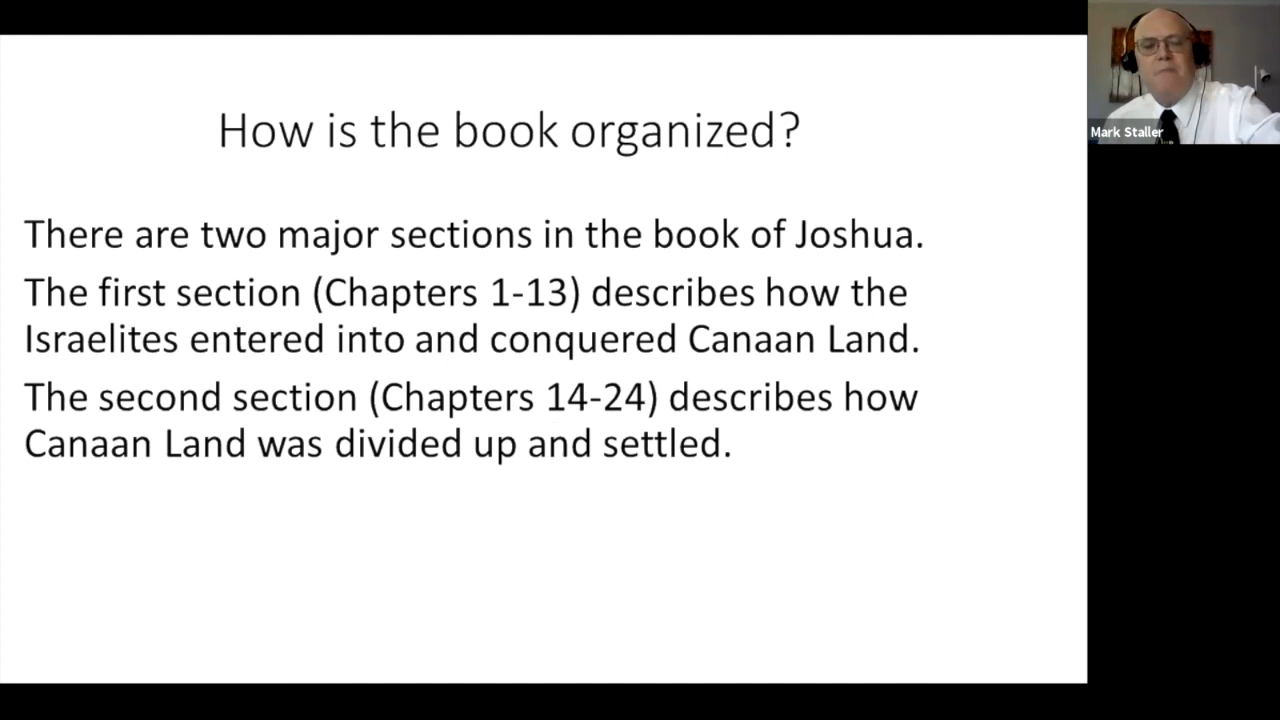 How is the book organized?
There are two major sections in the book of Joshua.
The first section (Chapters 1-13) describes how the
Israelites entered into and conquered Canaan Land.
The second section (Chapters 14-24) describes how
Canaan Land was divided up and settled.
Mark Staller